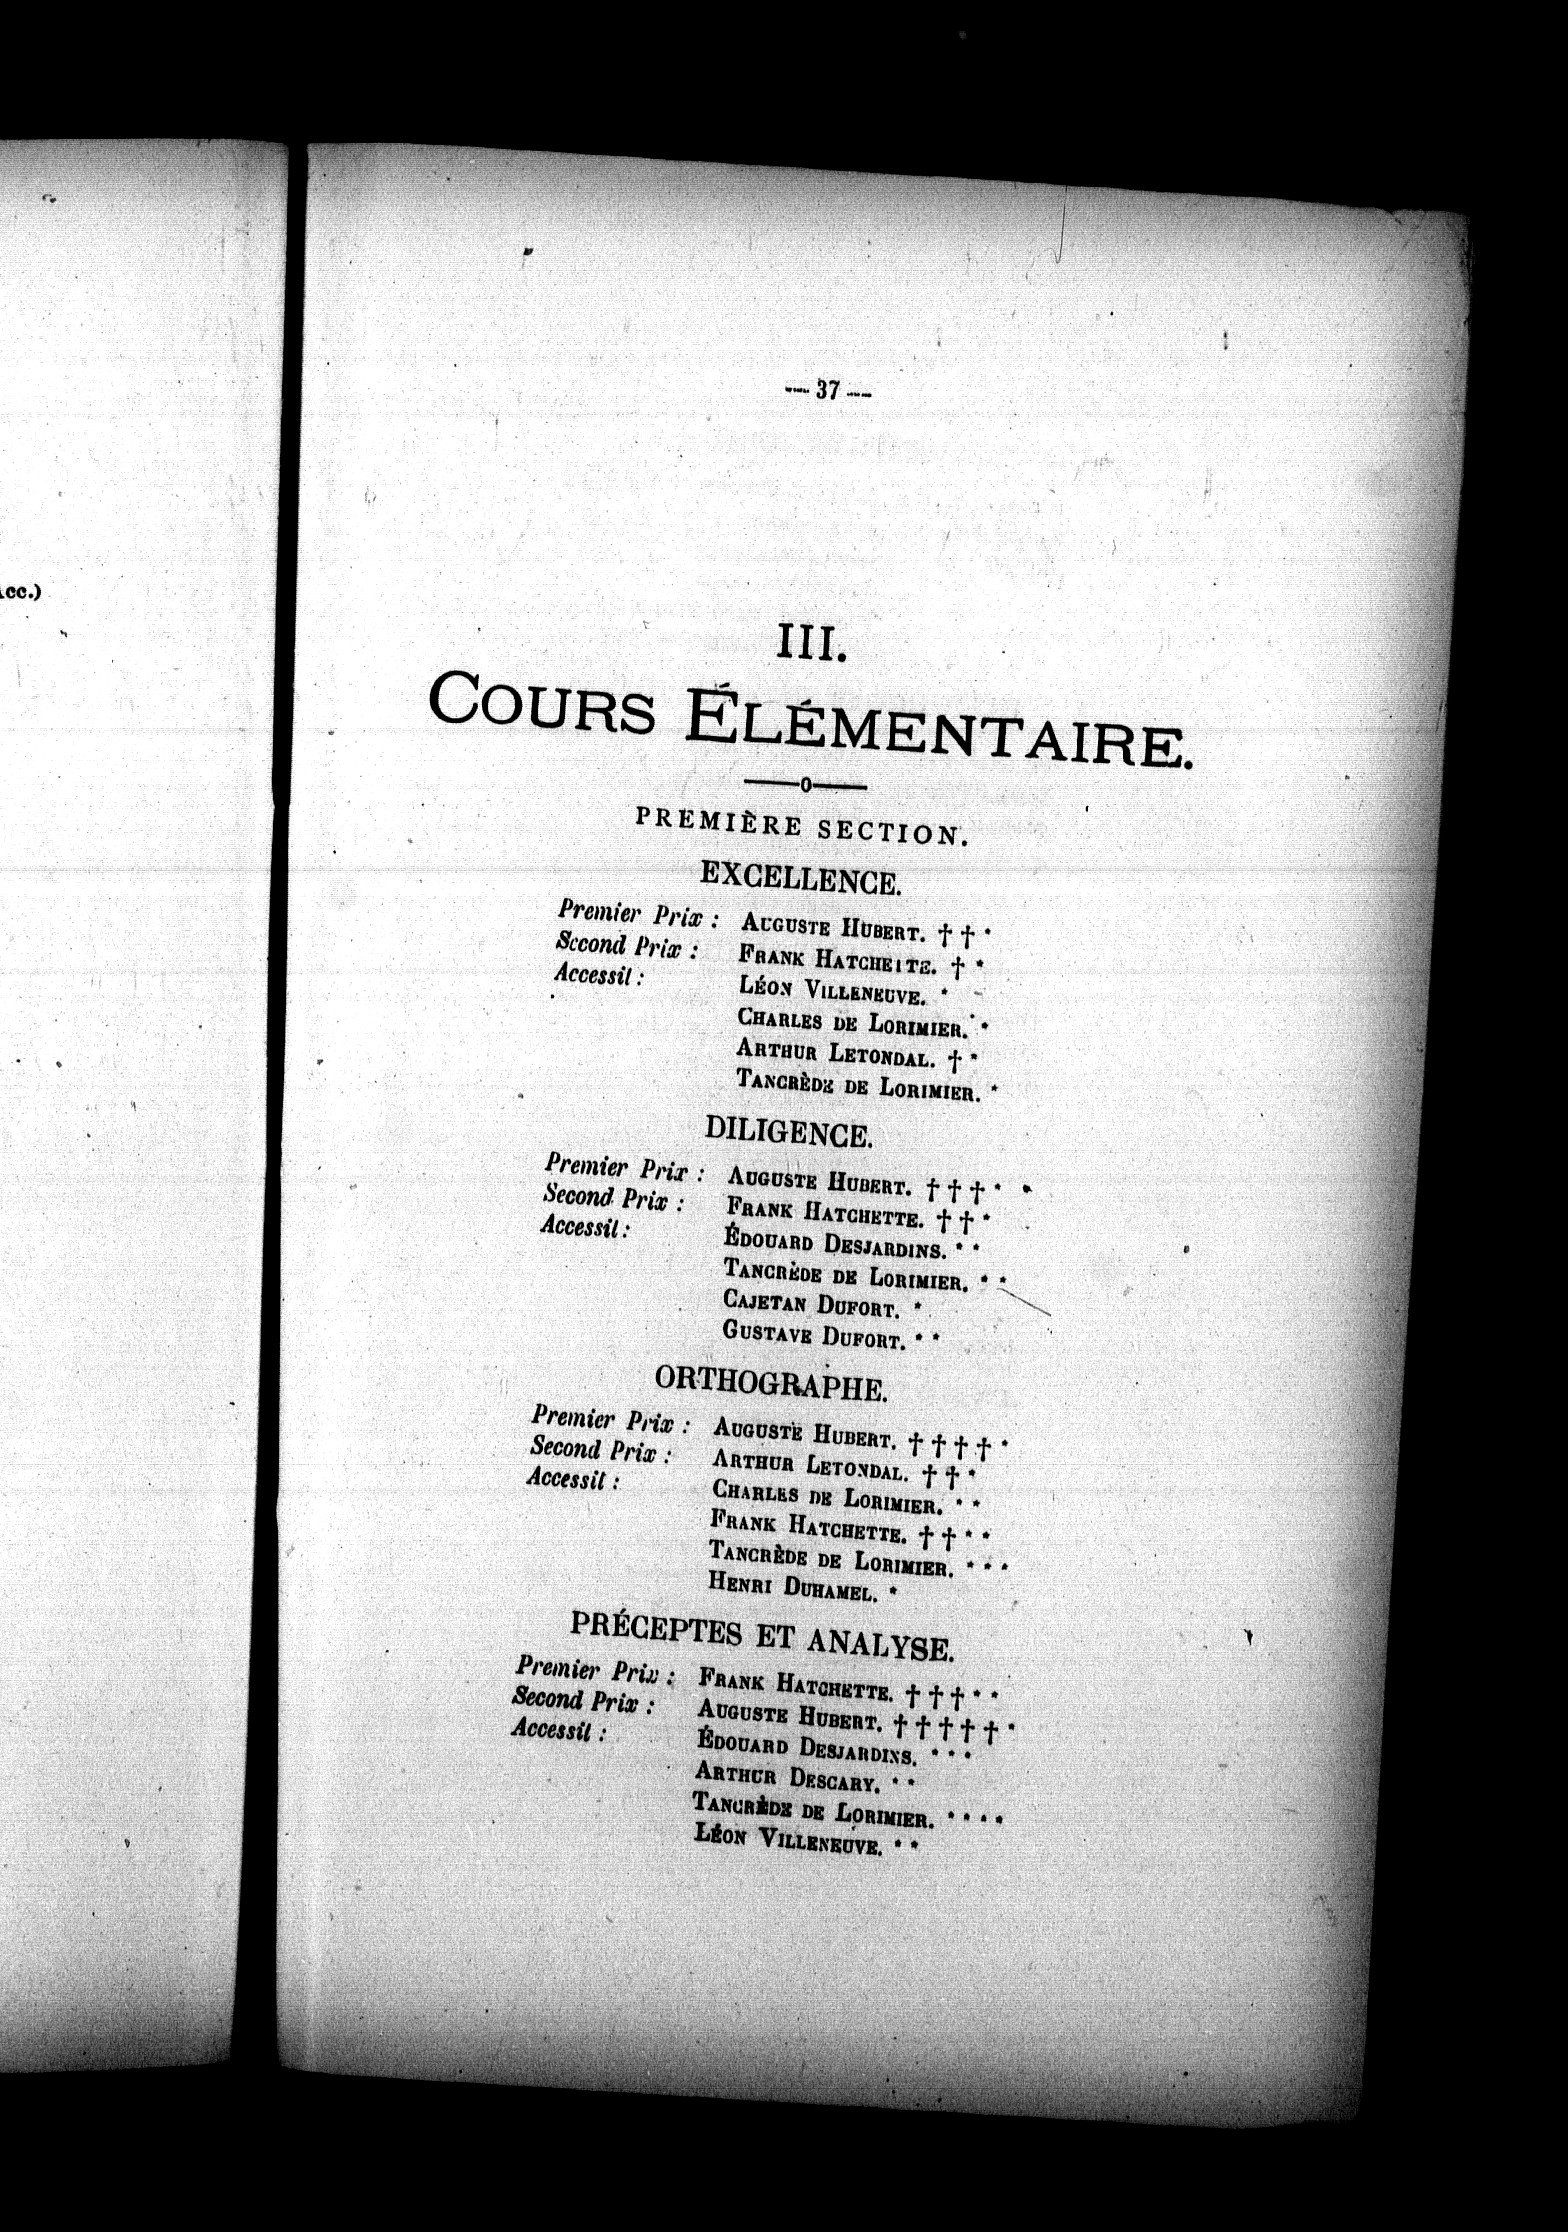 Acc.)
— 37 —
III.
COURS ÉLÉMENTAIRE.
——o——
PREMIÈRE SECTION.
EXCELLENCE.
Premier Prix : AUGUSTE HUBERT. † † *
Second Prix : FRANK HATCHETTE. † *
Accessit : LÉON VILLENEUVE. *
CHARLES DE LORIMIER. *
ARTHUR LETONDAL. † *
TANCRÈDE DE LORIMIER. *
DILIGENCE.
Premier Prix : AUGUSTE HUBERT. † † † *
Second Prix : FRANK HATCHETTE. † † *
Accessit : ÉDOUARD DESJARDINS. * *
TANCRÈDE DE LORIMIER. * *
CAJETAN DUFORT. *
GUSTAVE DUFORT. * *
ORTHOGRAPHE.
Premier Prix : AUGUSTE HUBERT. † † † † *
Second Prix : ARTHUR LETONDAL. † † *
Accessit : CHARLES DE LORIMIER. * *
FRANK HATCHETTE. † † * *
TANCRÈDE DE LORIMIER. * * *
HENRI DUHAMEL. *
PRÉCEPTES ET ANALYSE.
Premier Prix : FRANK HATCHETTE. † † † * *
Second Prix : AUGUSTE HUBERT. † † † † † *
Accessit : ÉDOUARD DESJARDINS. * * *
ARTHUR DESCARY. * *
TANCRÈDE DE LORIMIER. * * * *
LÉON VILLENEUVE. * *